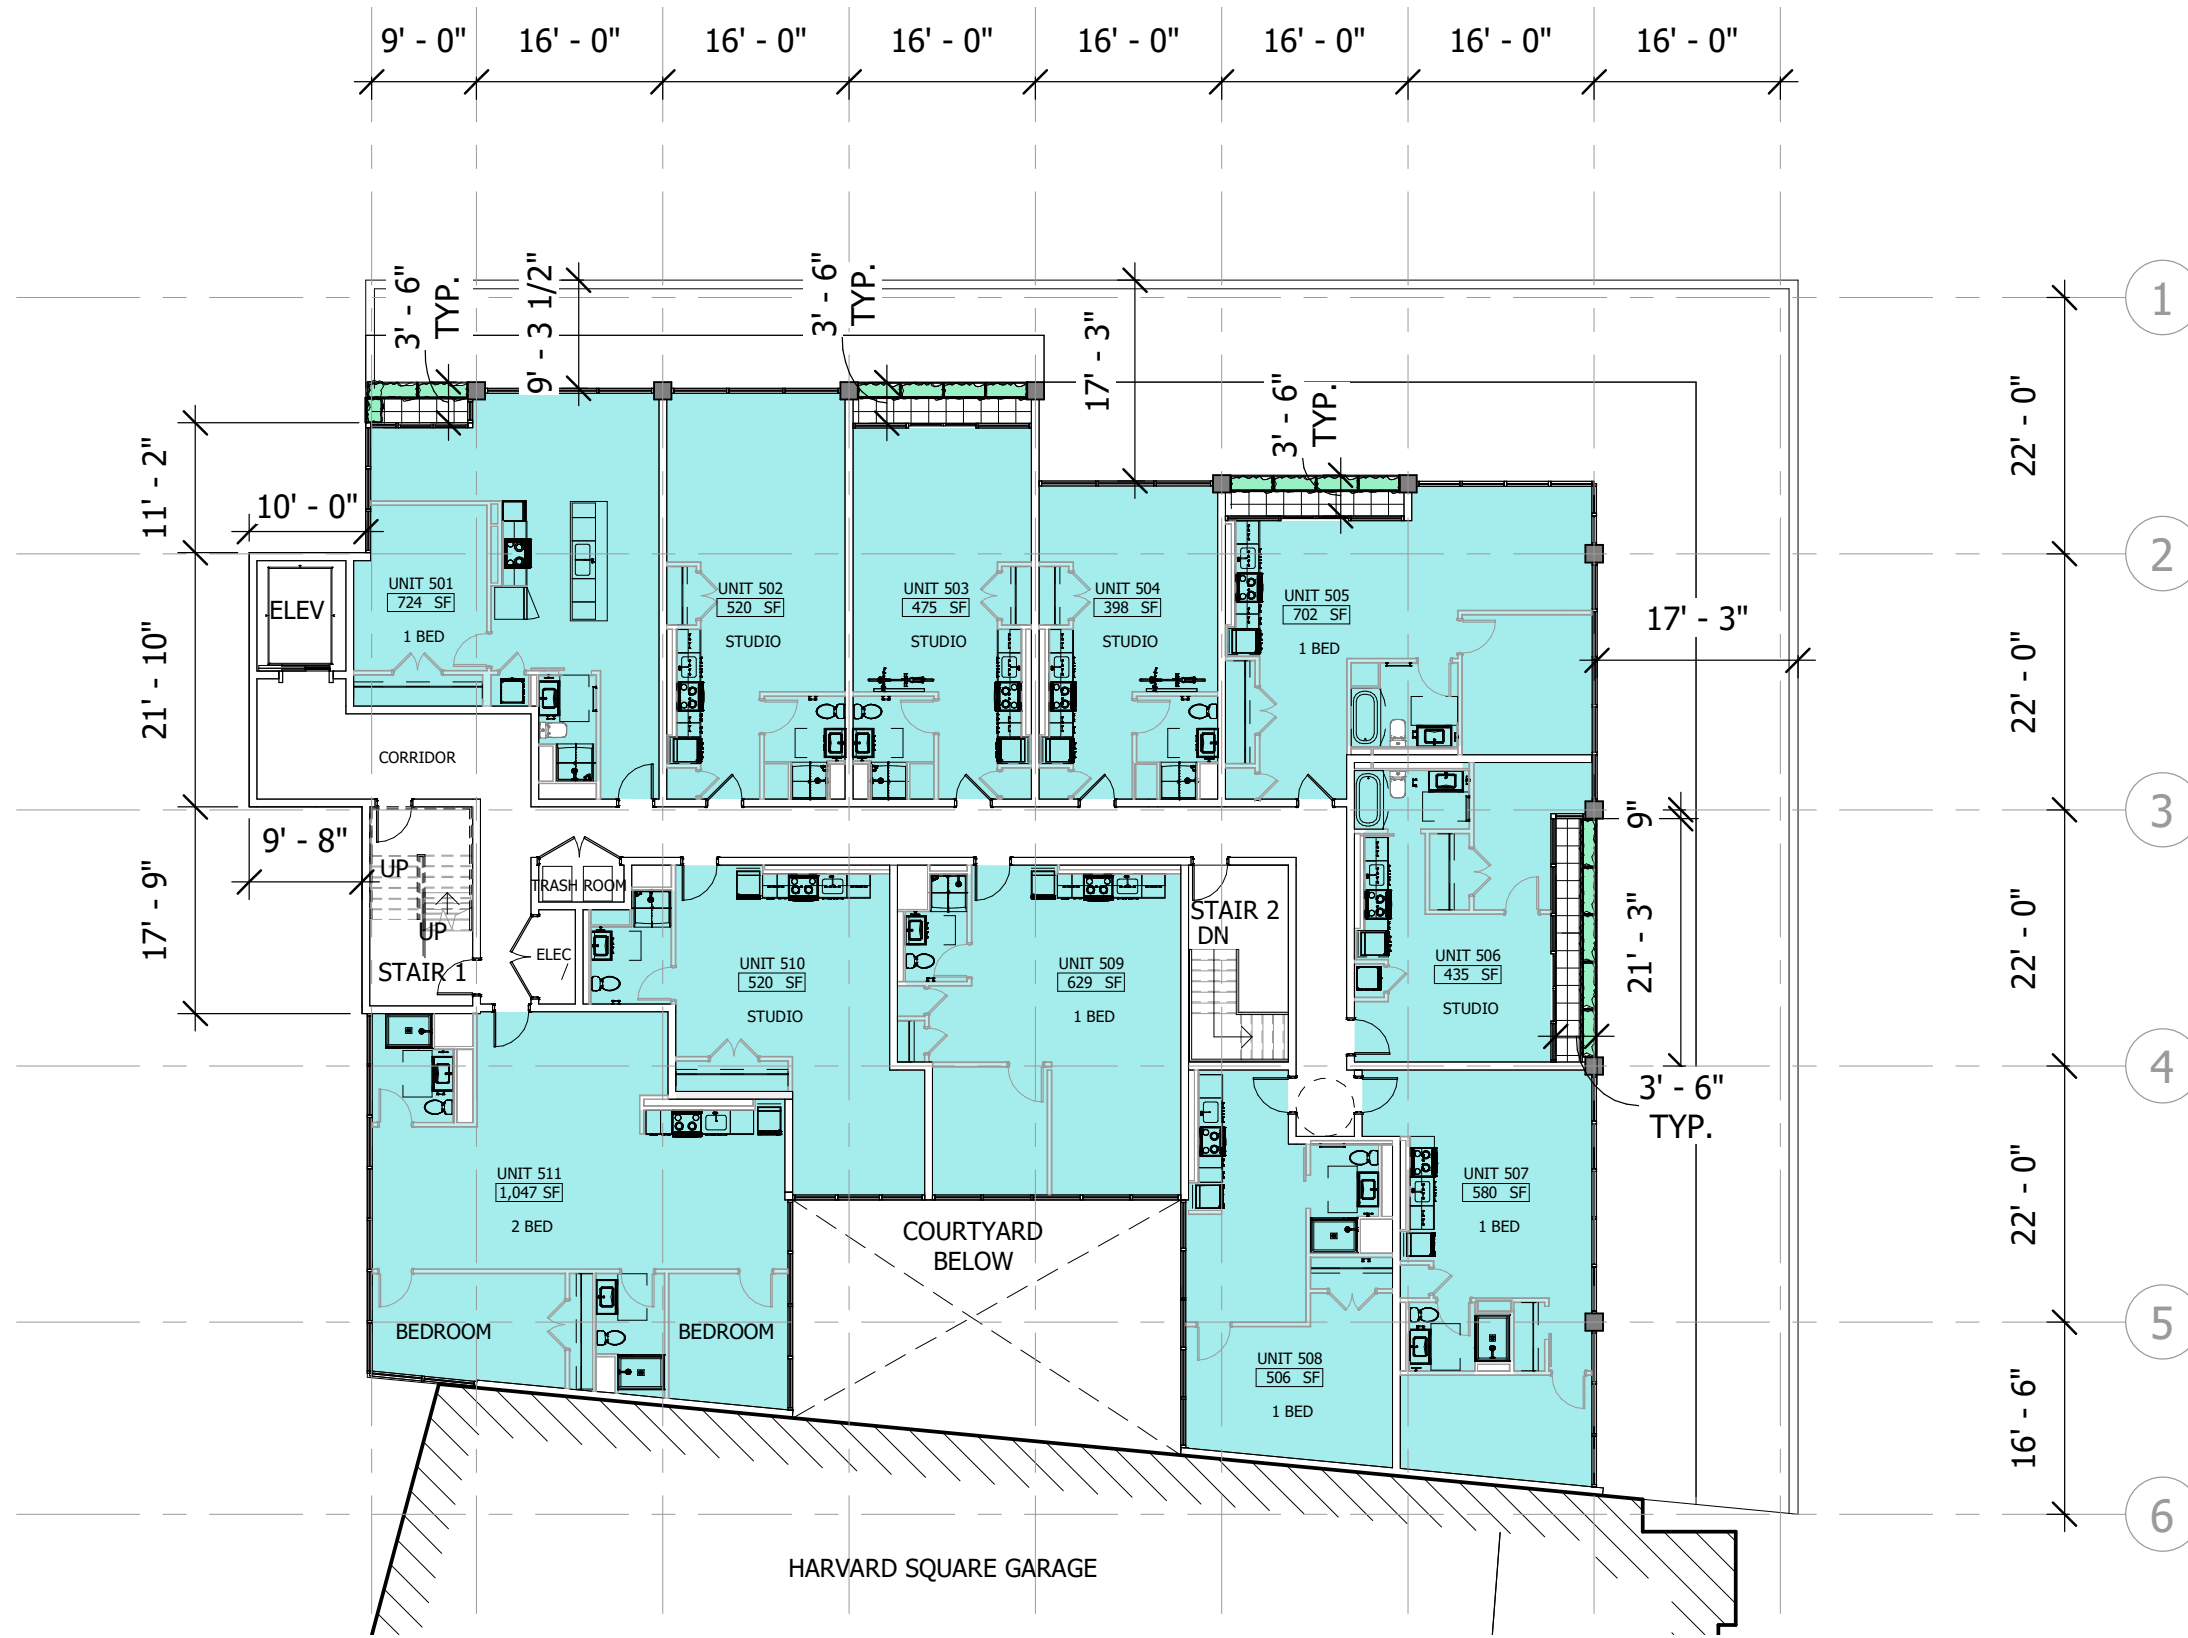 9' - 0"
16' - 0"
16' - 0"
16' - 0"
16' - 0"
16' - 0"
16' - 0"
16' - 0"
3' - 6"
TYP.
9' - 3 1/2"
3' - 6"
TYP.
17' - 3"
3' - 6"
TYP.
1
22' - 0"
11' - 2"
10' - 0"
2
ELEV
UNIT 501
724 SF
1 BED
UNIT 502
520 SF
STUDIO
UNIT 503
475 SF
STUDIO
UNIT 504
398 SF
STUDIO
UNIT 505
702 SF
1 BED
17' - 3"
22' - 0"
21' - 10"
CORRIDOR
3
9"
9' - 8"
UP
UP
STAIR 1
17' - 9"
TRASH ROOM
ELEC
UNIT 510
520 SF
STUDIO
UNIT 509
629 SF
1 BED
STAIR 2
DN
UNIT 506
435 SF
STUDIO
21' - 3"
22' - 0"
4
3' - 6"
TYP.
UNIT 511
1,047 SF
2 BED
COURTYARD
BELOW
UNIT 507
580 SF
1 BED
22' - 0"
BEDROOM
BEDROOM
5
UNIT 508
506 SF
1 BED
16' - 6"
6
HARVARD SQUARE GARAGE